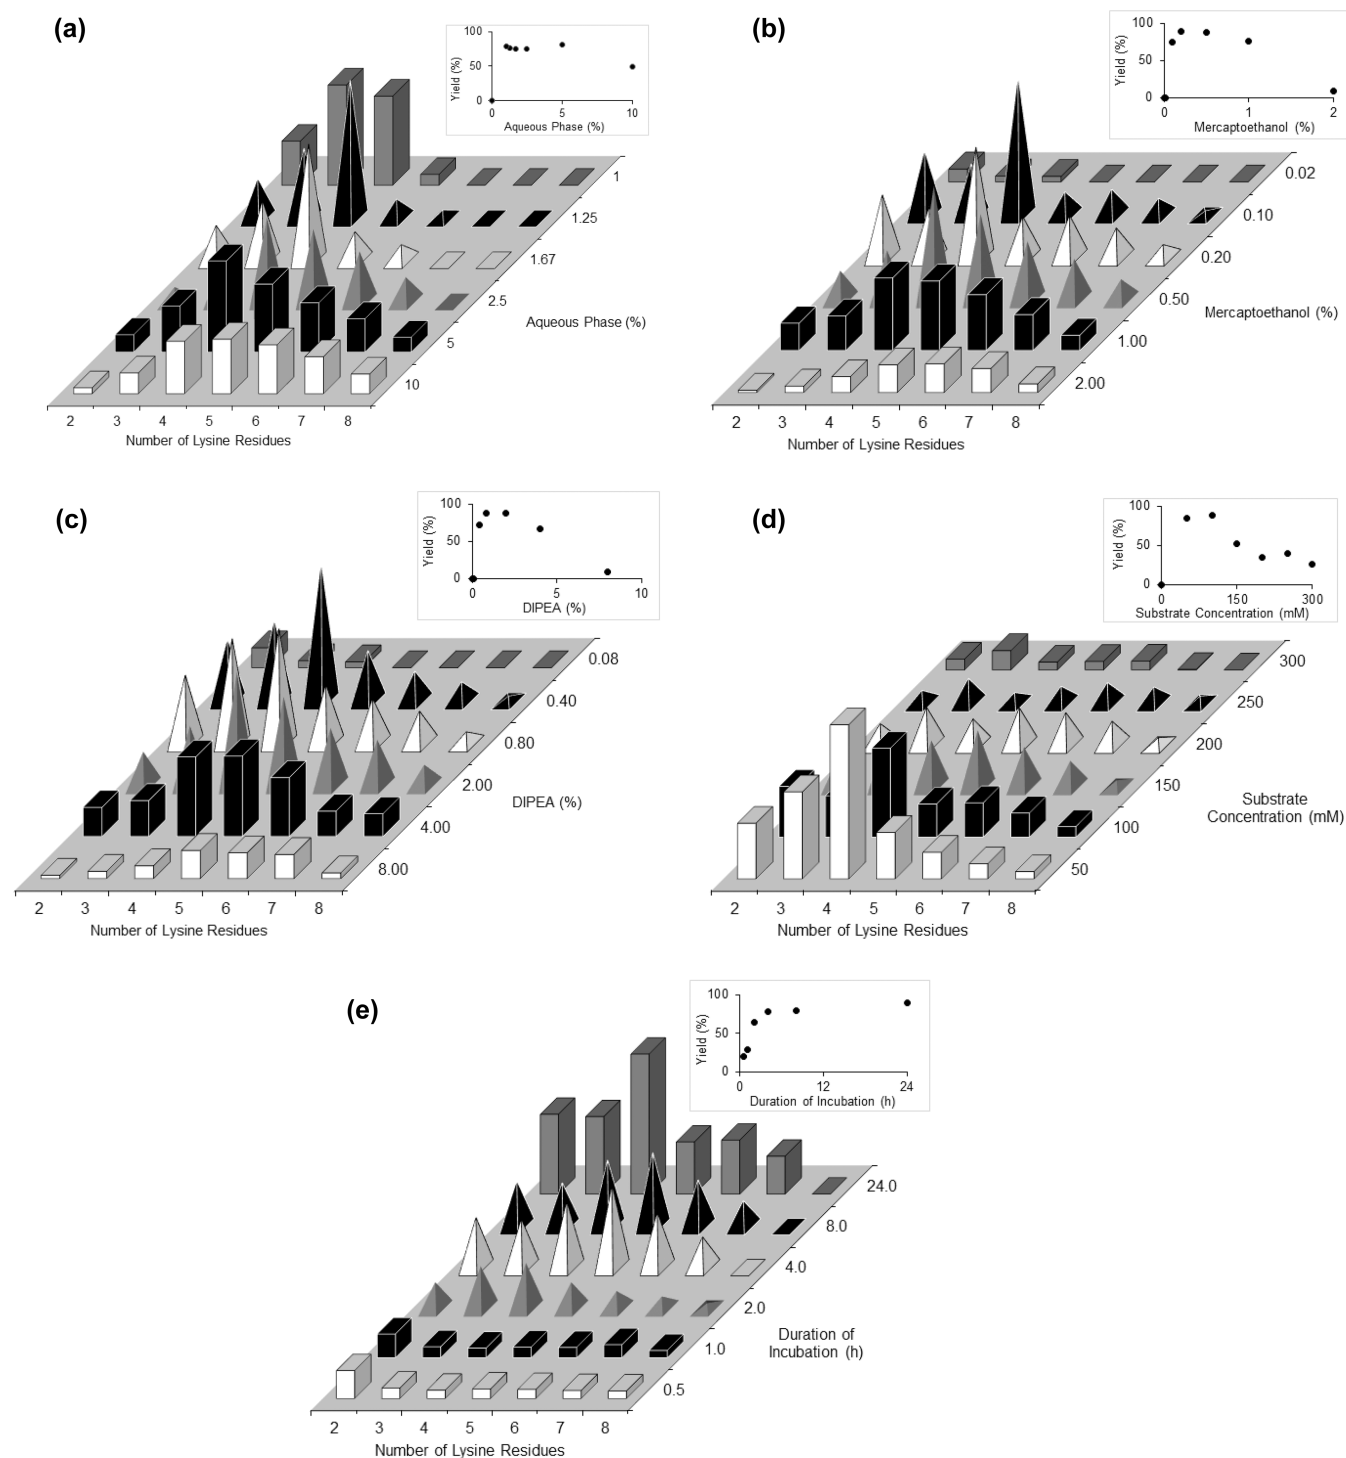 (a)
100
50
0
Yield (%)
0 5 10
Aqueous Phase (%)
1
1.25
1.67
2.5
5
10
Aqueous Phase (%)
2 3 4 5 6 7 8
Number of Lysine Residues
(b)
100
50
0
Yield (%)
0 1 2
Mercaptoethanol (%)
0.02
0.10
0.20
0.50
1.00
2.00
Mercaptoethanol (%)
2 3 4 5 6 7 8
Number of Lysine Residues
(c)
100
50
0
Yield (%)
0 5 10
DIPEA (%)
0.08
0.40
0.80
2.00
4.00
8.00
DIPEA (%)
2 3 4 5 6 7 8
Number of Lysine Residues
(d)
100
50
0
Yield (%)
0 150 300
Substrate Concentration (mM)
300
250
200
150
100
50
Substrate
Concentration (mM)
2 3 4 5 6 7 8
Number of Lysine Residues
(e)
100
50
0
Yield (%)
0 12 24
Duration of Incubation (h)
24.0
8.0
4.0
2.0
1.0
0.5
Duration of
Incubation (h)
2 3 4 5 6 7 8
Number of Lysine Residues